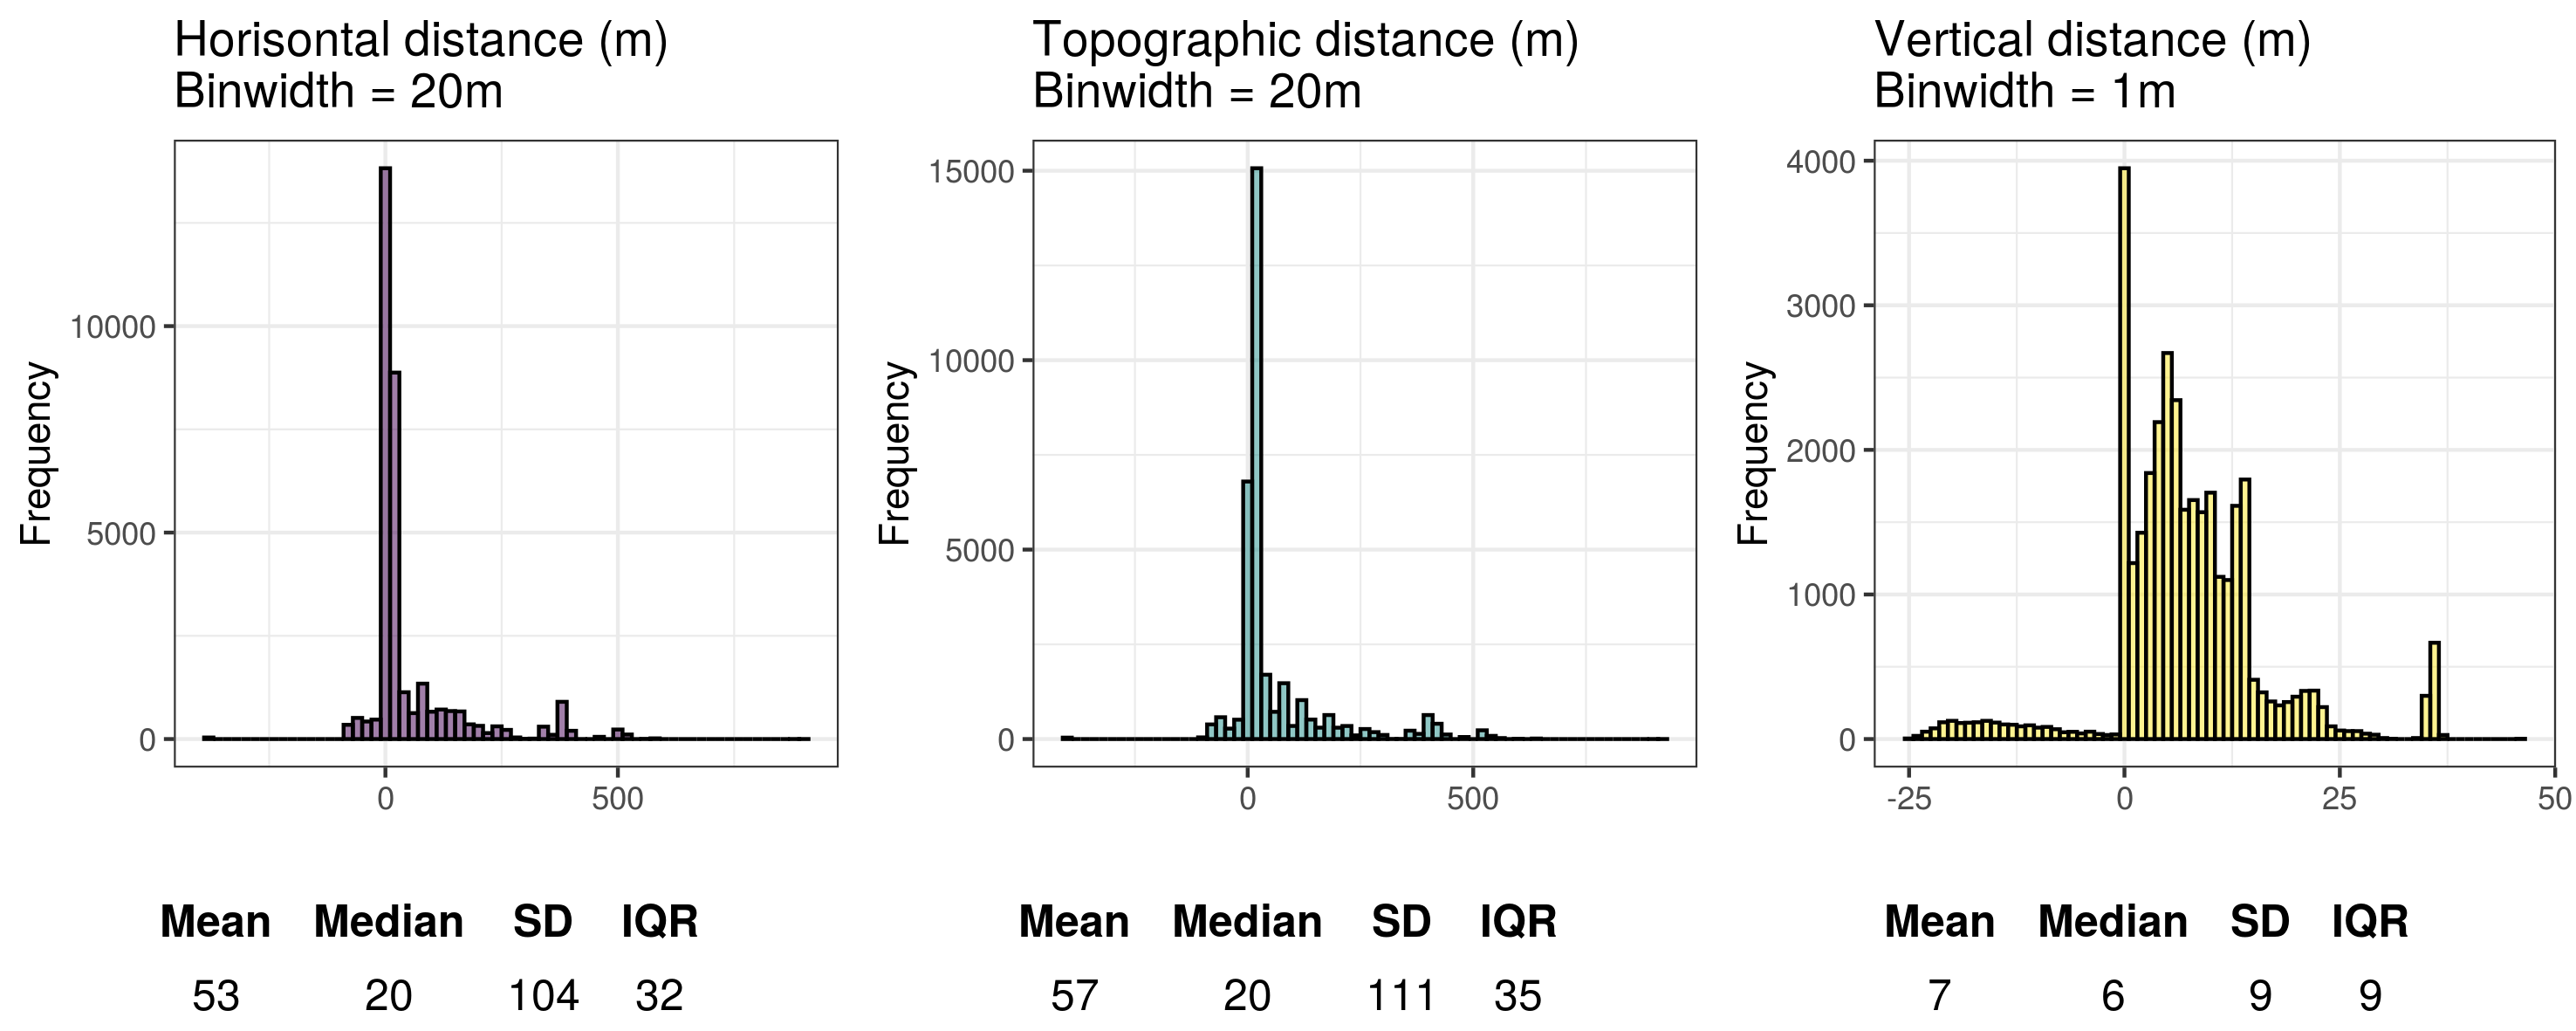 Horisontal distance (m)
Binwidth = 20m
Frequency
10000
5000
0
0 500
Mean Median SD IQR
53 20 104 32
Topographic distance (m)
Binwidth = 20m
Frequency
15000
10000
5000
0
0 500
Mean Median SD IQR
57 20 111 35
Vertical distance (m)
Binwidth = 1m
Frequency
4000
3000
2000
1000
0
-25 0 25 50
Mean Median SD IQR
7 6 9 9